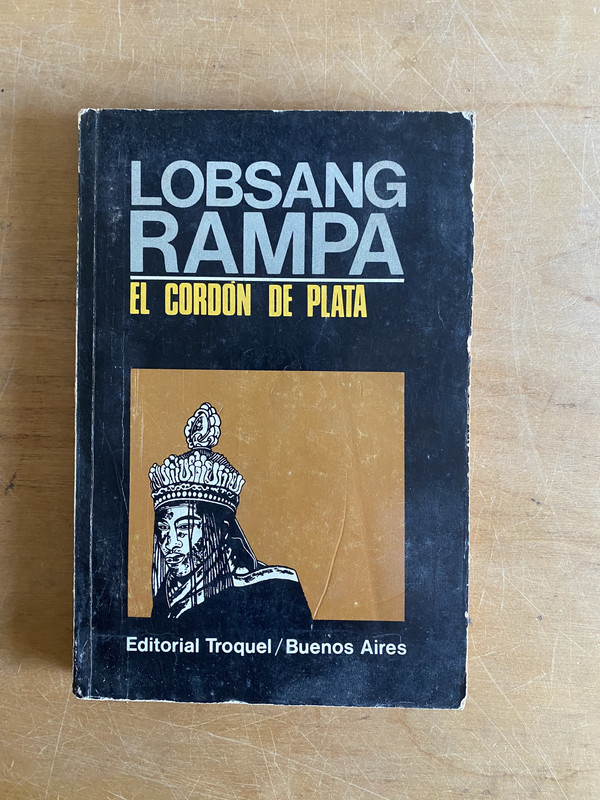 LOBSANG
RAMPA
EL CORDÓN DE PLATA
Editorial Troquel/Buenos Aires